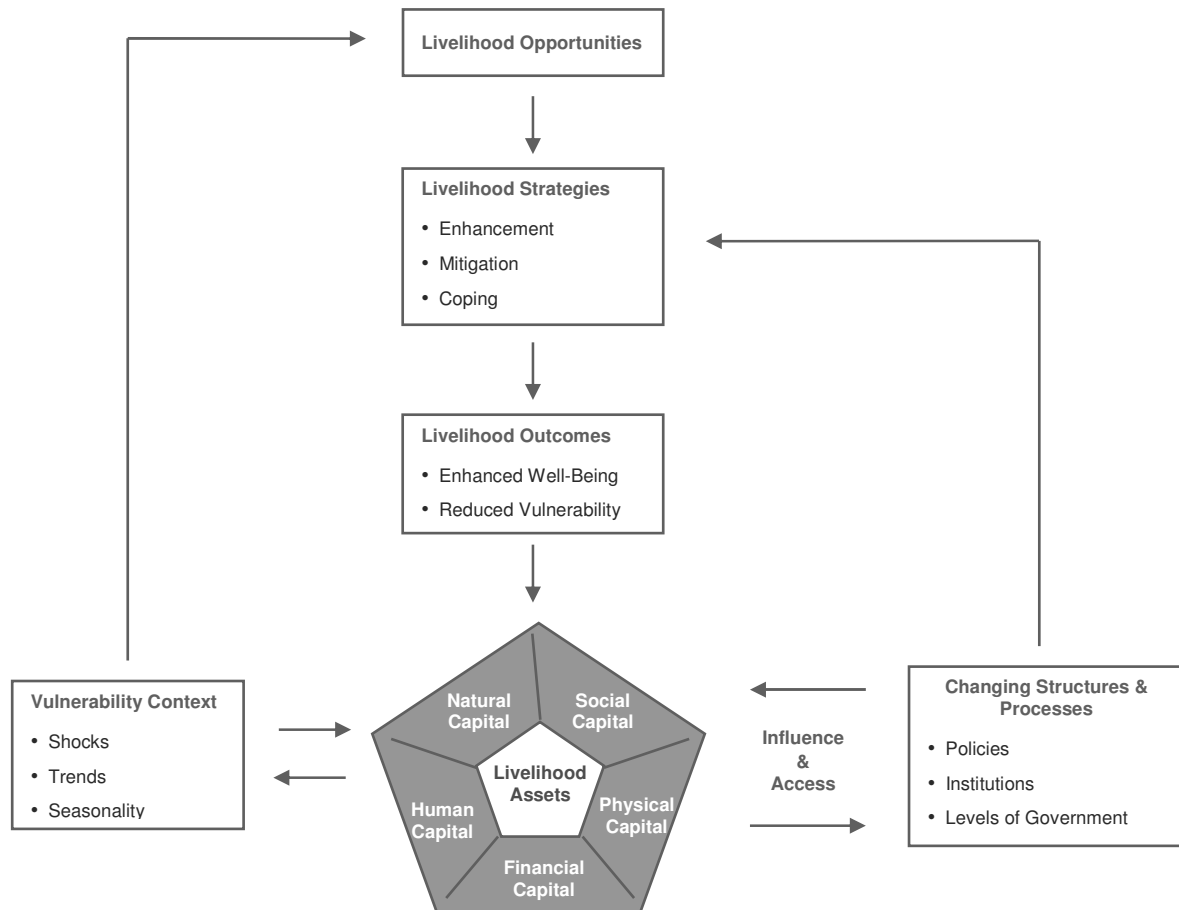 Livelihood Opportunities
Livelihood Strategies
• Enhancement
• Mitigation
• Coping
Livelihood Outcomes
• Enhanced Well-Being
• Reduced Vulnerability
Vulnerability Context
• Shocks
• Trends
• Seasonality
Natural
Capital
Social
Capital
Livelihood
Assets
Human
Capital
Physical
Capital
Financial
Capital
Influence
&
Access
Changing Structures &
Processes
• Policies
• Institutions
• Levels of Government